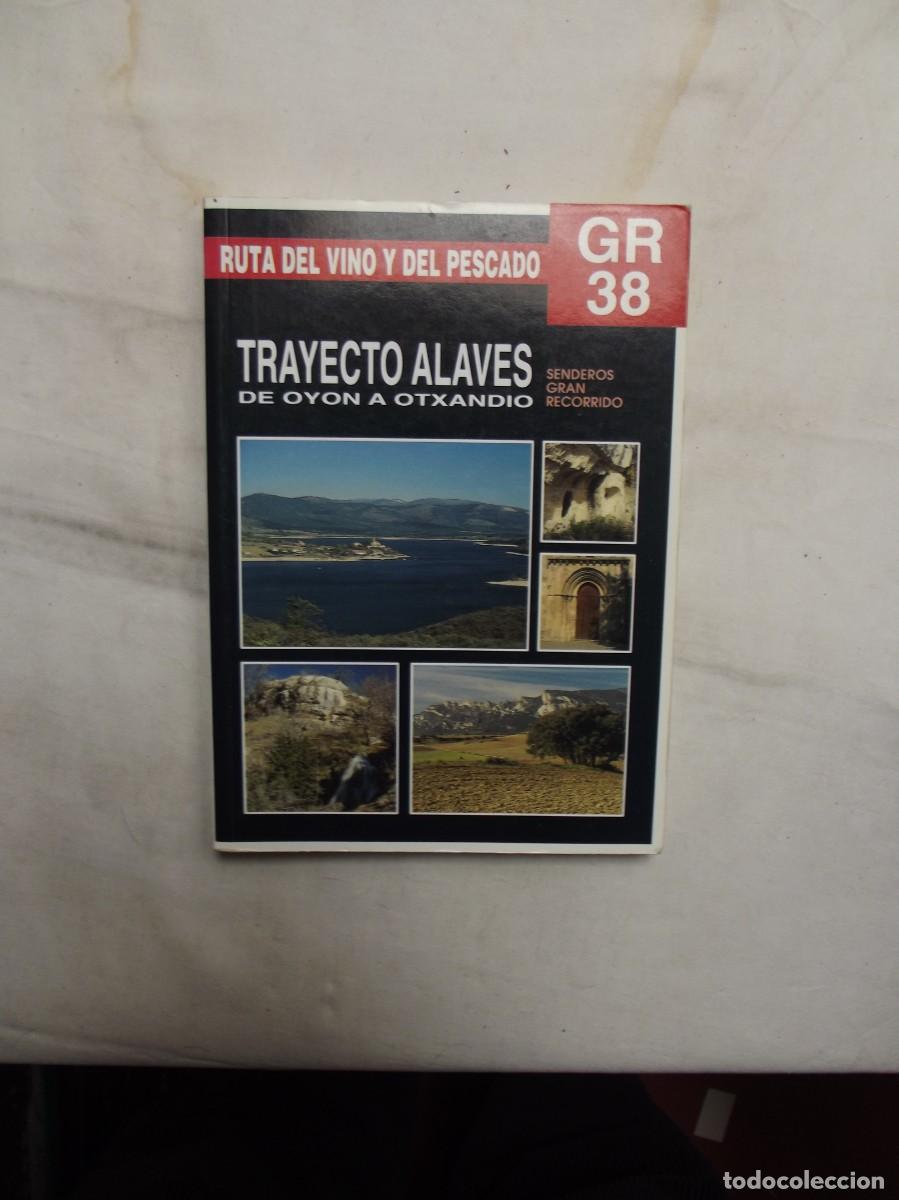 RUTA DEL VINO Y DEL PESCADO
GR
38
TRAYECTO ALAVES
DE OYON A OTXANDIO
SENDEROS
GRAN
RECORRIDO
todocoleccion